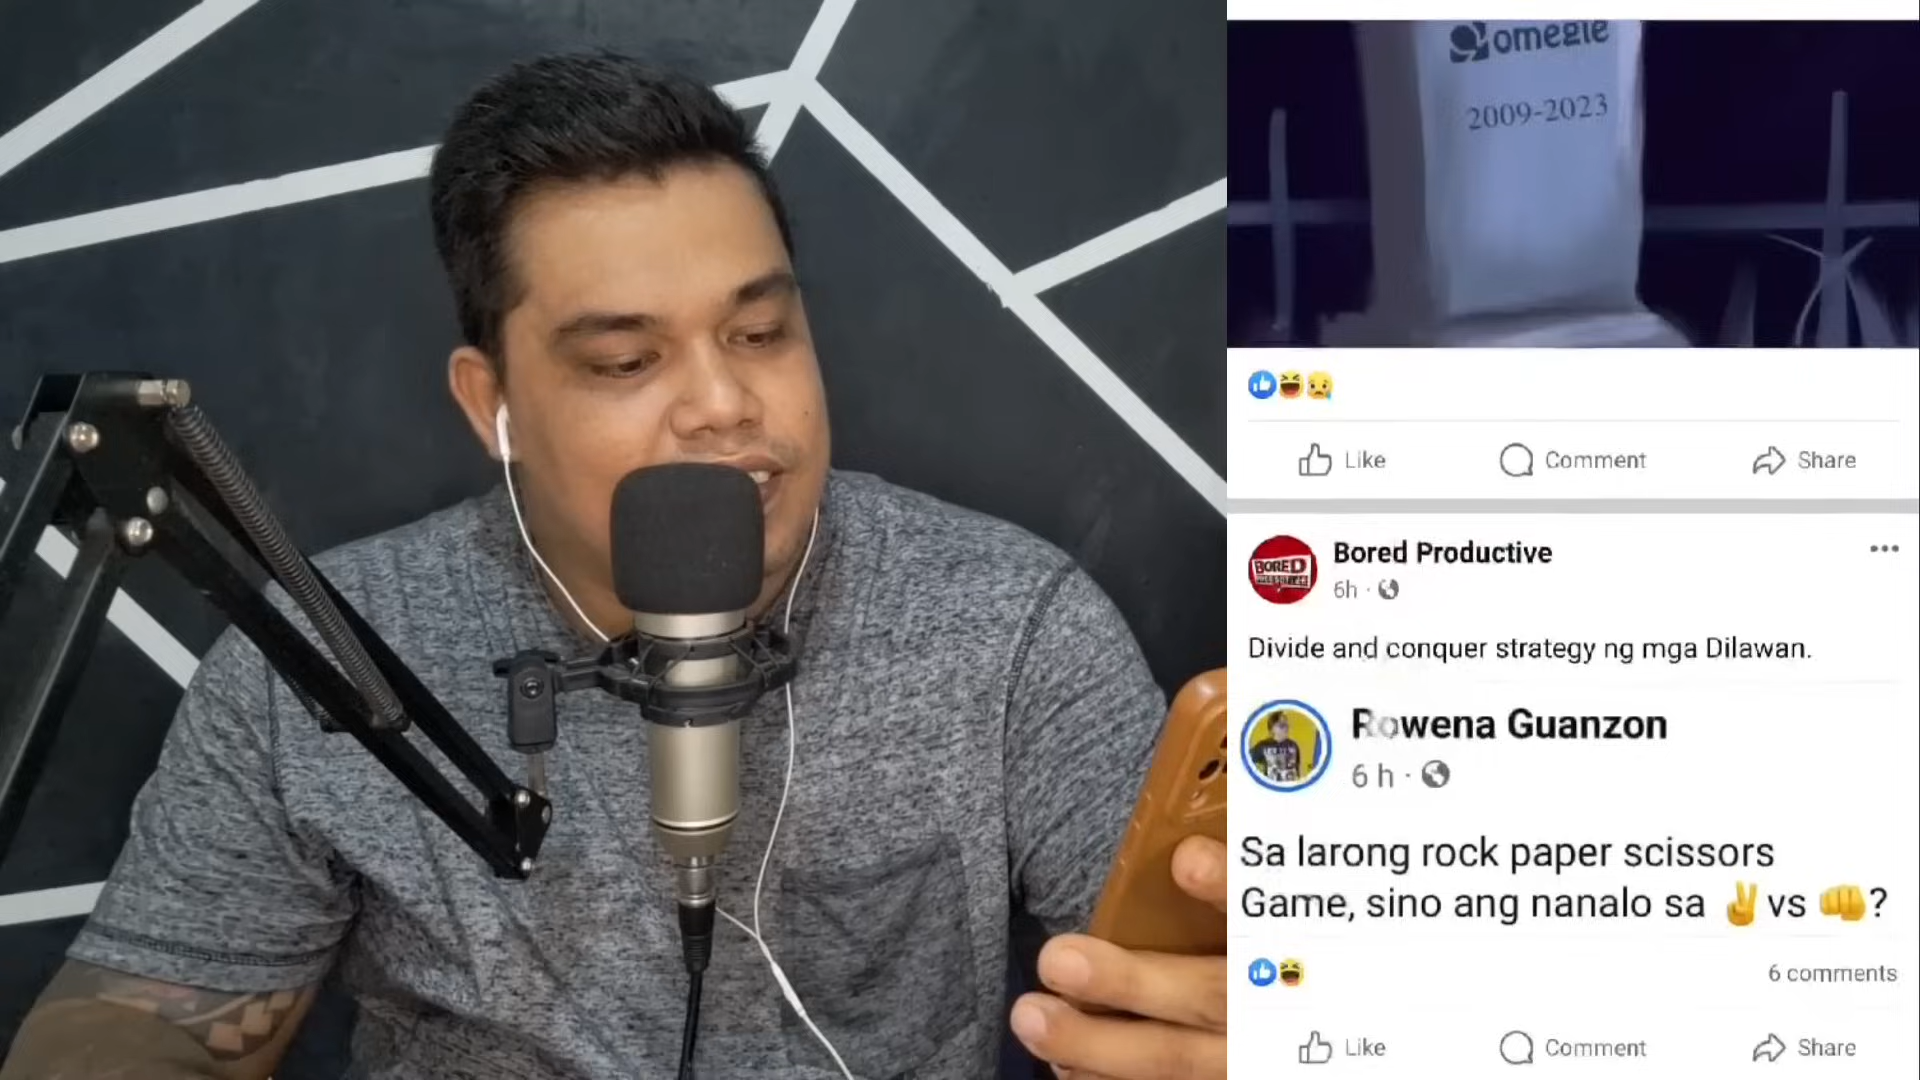 omegle
2009-2023
Like
Comment
Share
BORED
Bored Productive
6h
Divide and conquer strategy ng mga Dilawan.
Rowena Guanzon
6 h
Sa larong rock paper scissors
Game, sino ang nanalo sa ✌️ vs 👊?
6 comments
Like
Comment
Share